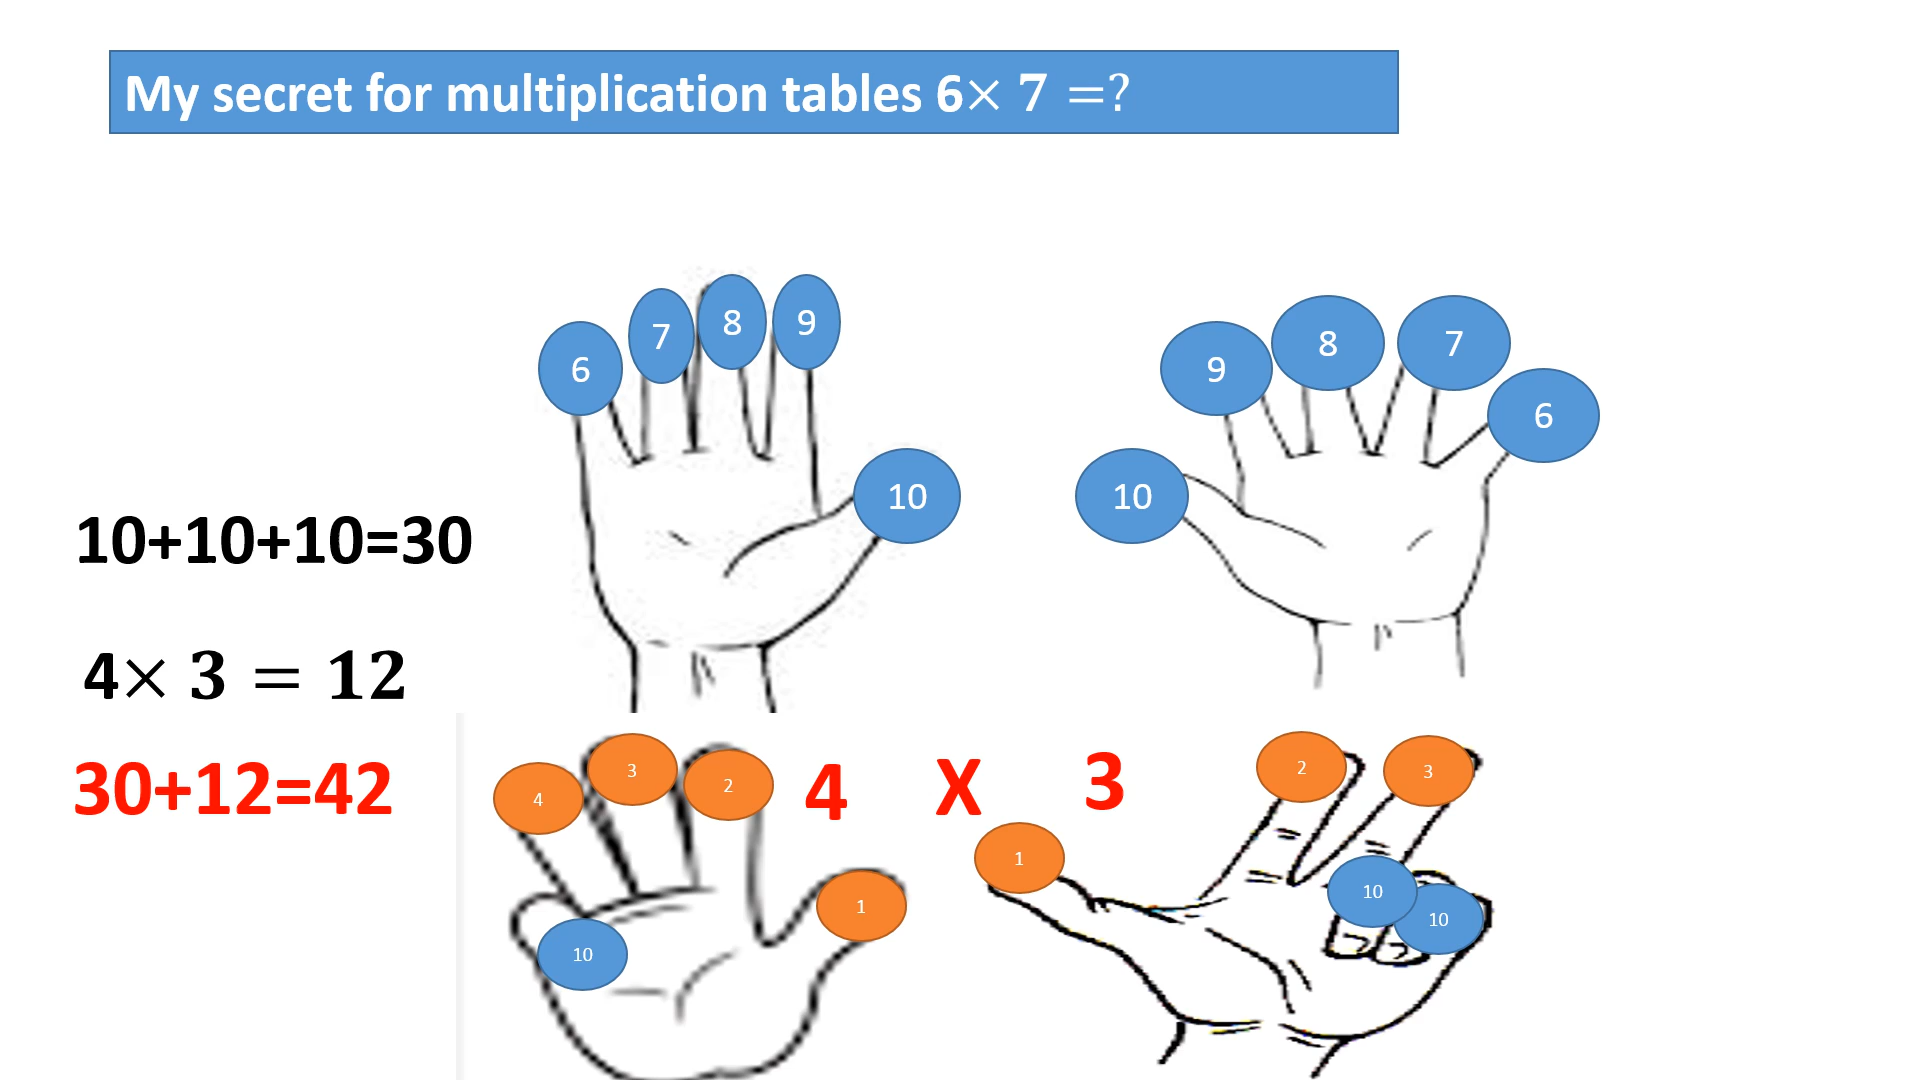 My secret for multiplication tables 6× 7 =?
6 7 8 9 10
10 9 8 7 6
10+10+10=30
4× 3 = 12
30+12=42
4 3 2 1 10
4 X 3
1 2 3 10 10